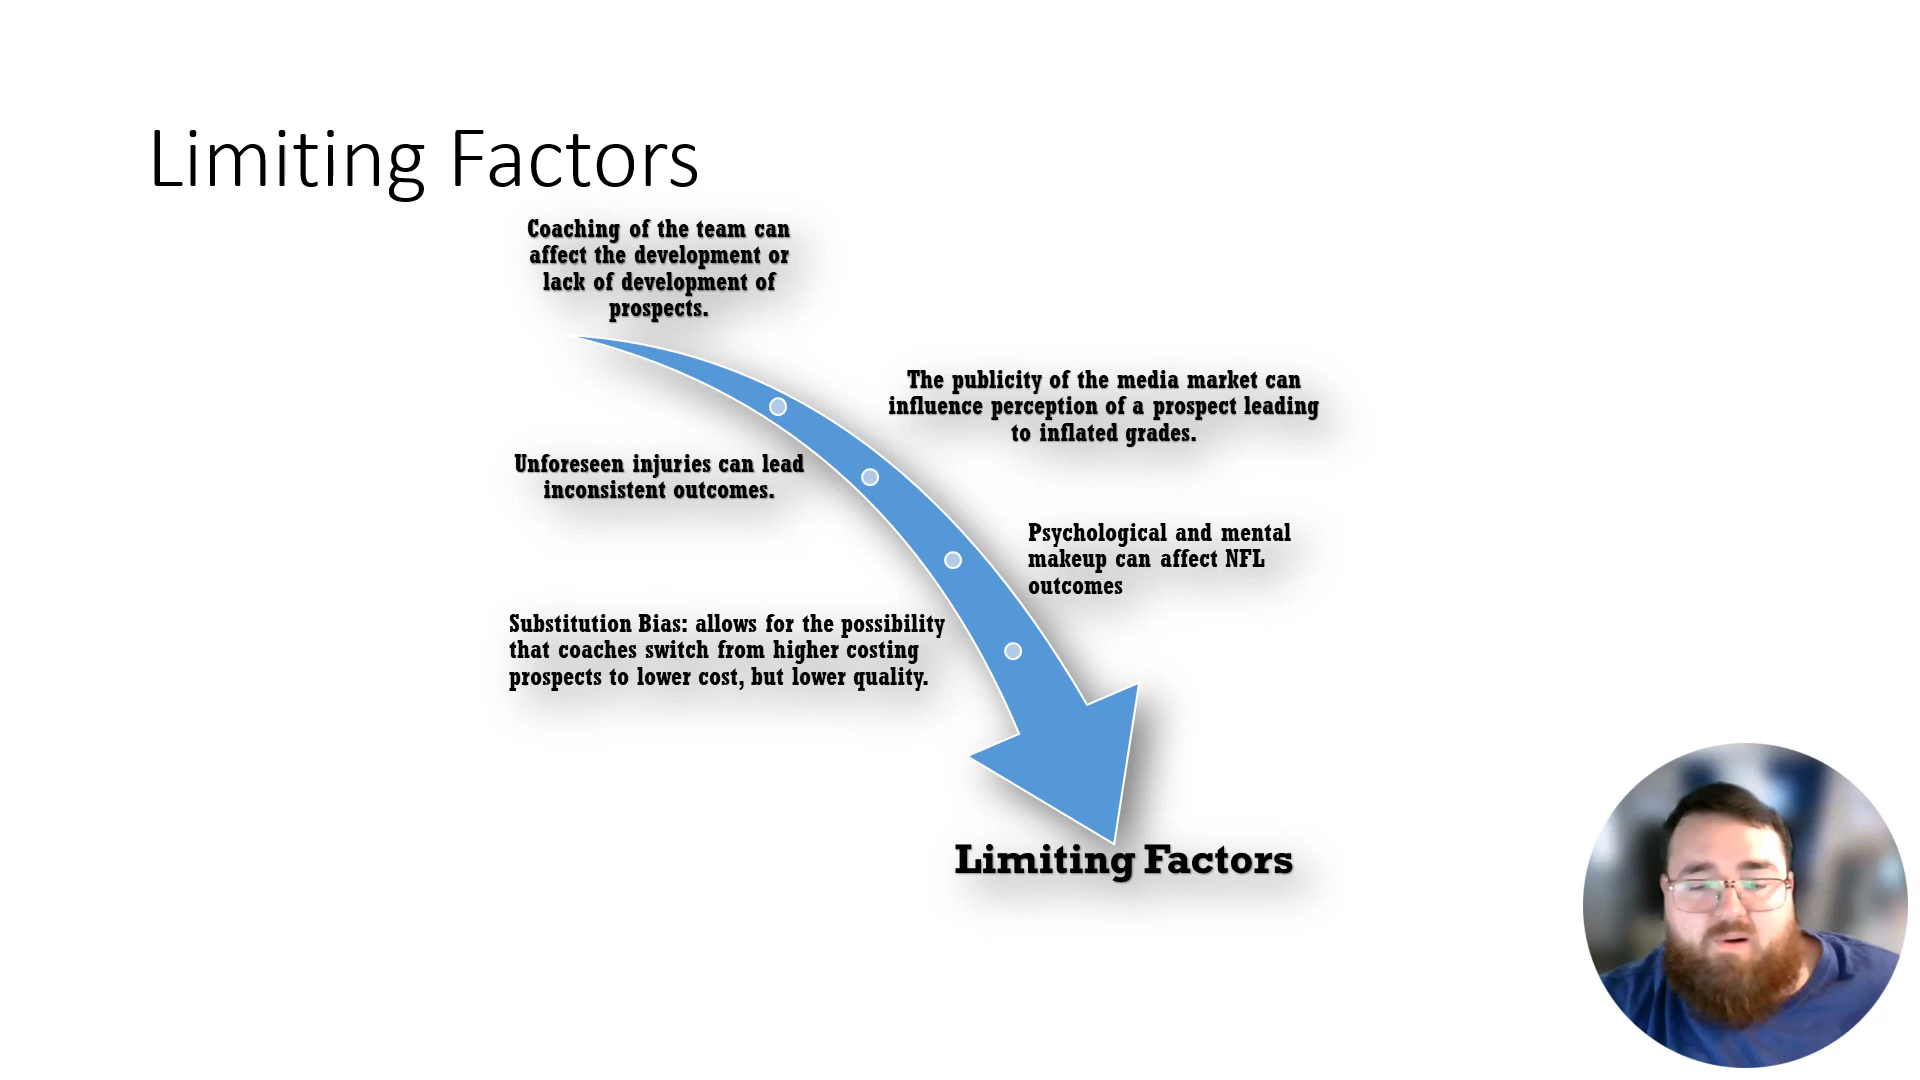 Limiting Factors
Coaching of the team can
affect the development or
lack of development of
prospects.
The publicity of the media market can
influence perception of a prospect leading
to inflated grades.
Unforeseen injuries can lead
inconsistent outcomes.
Psychological and mental
makeup can affect NFL
outcomes
Substitution Bias: allows for the possibility
that coaches switch from higher costing
prospects to lower cost, but lower quality.
Limiting Factors